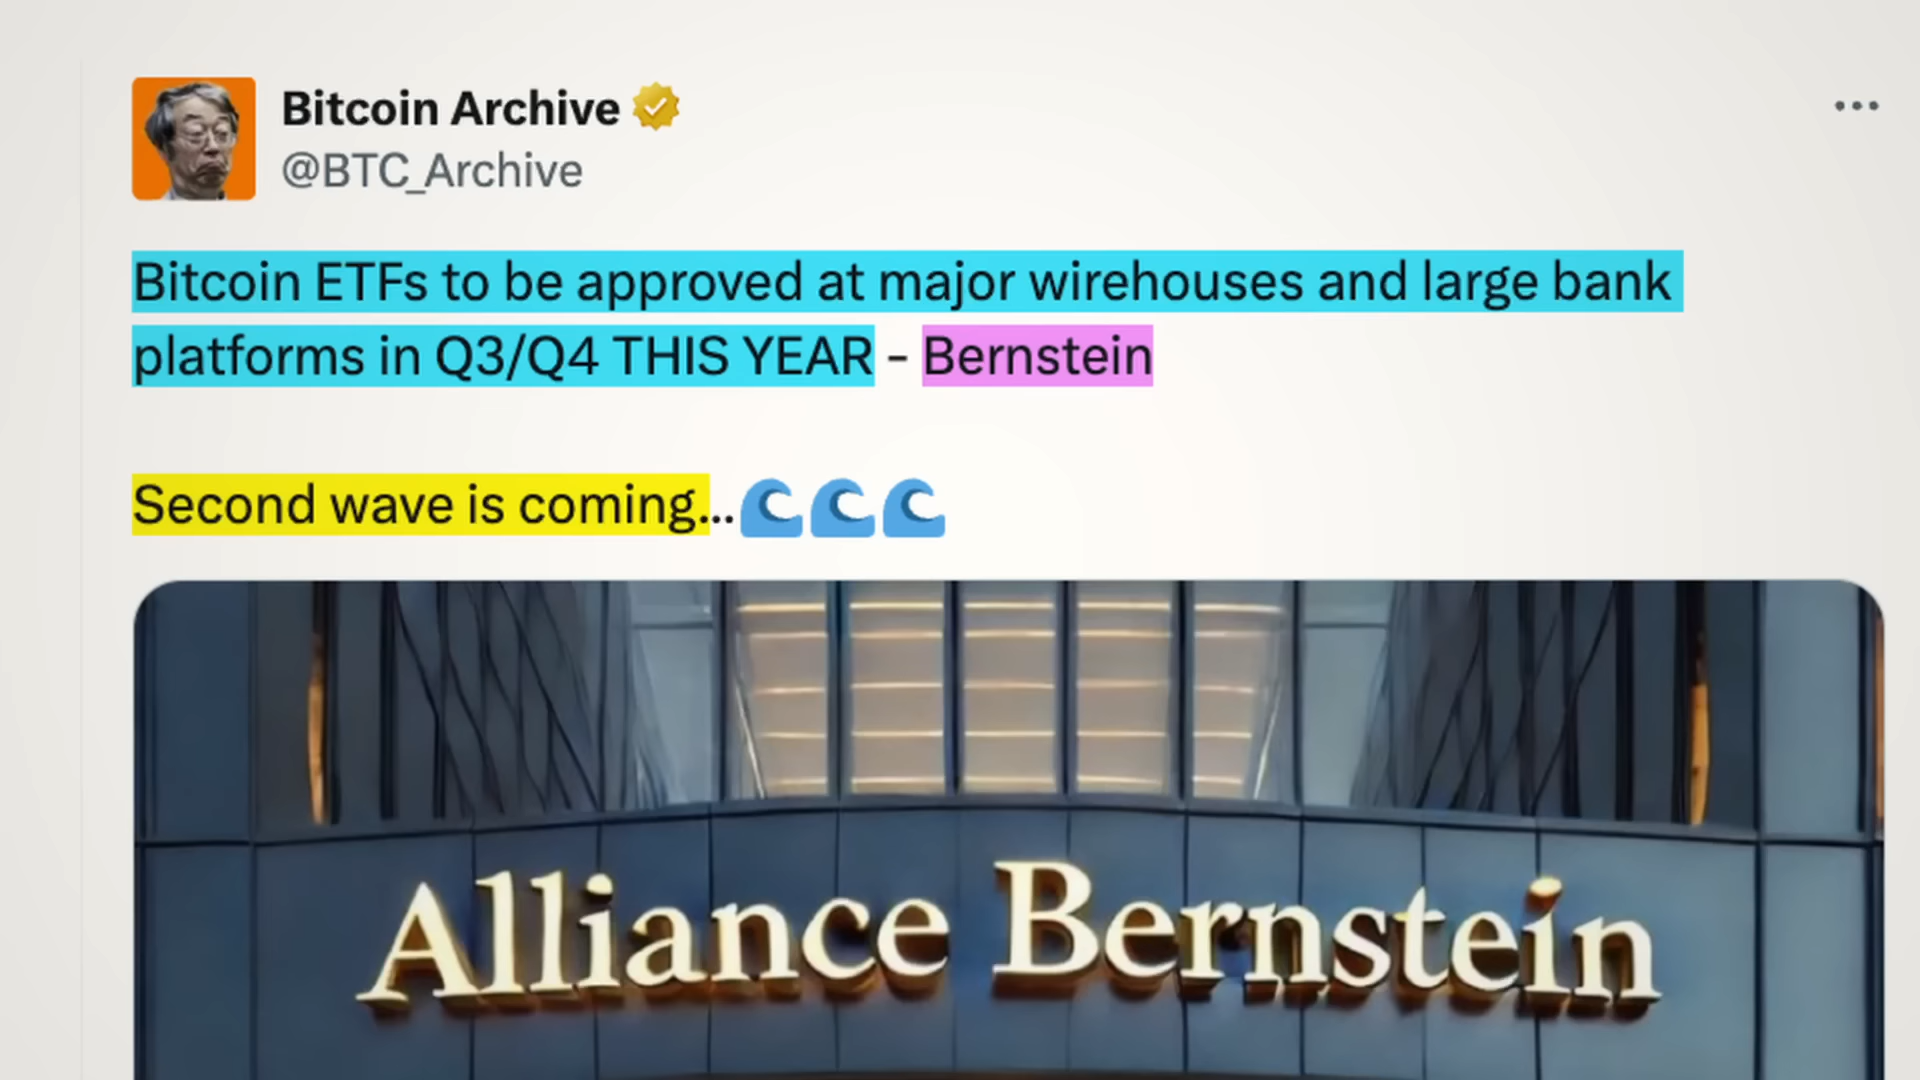 Bitcoin Archive
@BTC_Archive
Bitcoin ETFs to be approved at major wirehouses and large bank
platforms in Q3/Q4 THIS YEAR - Bernstein
Second wave is coming...🌊🌊🌊
Alliance Bernstein